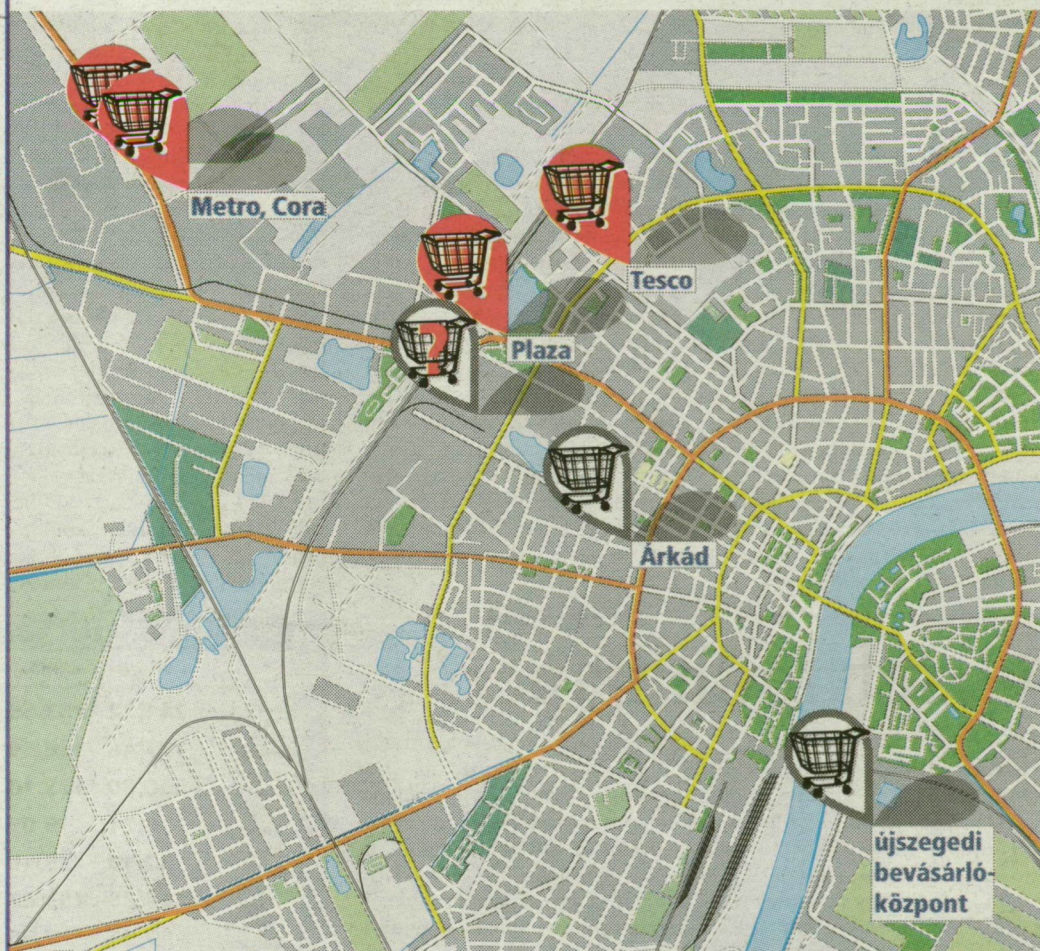 Metro, Cora
Tesco
Plaza
?
Árkád
újszegedi
bevásárló-
központ